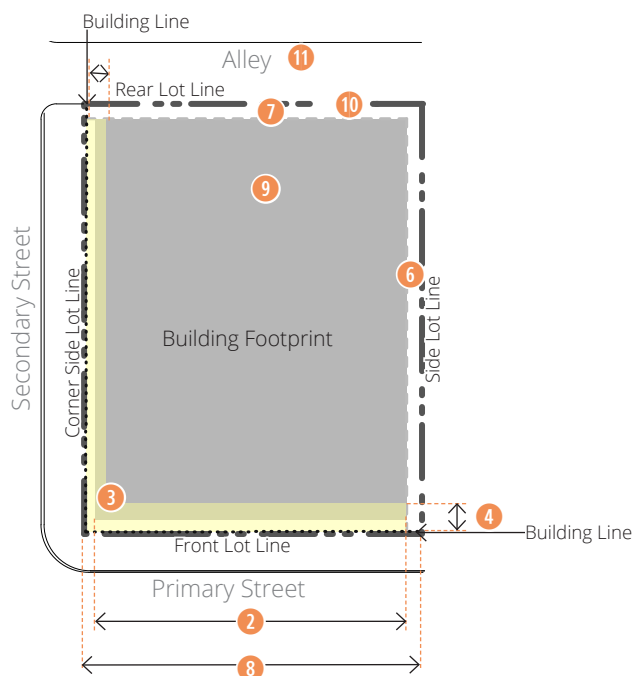 Building Line
Alley 11
Rear Lot Line
7
10
9
6
Secondary Street
Corner Side Lot Line
Building Footprint
Side Lot Line
3
4
Building Line
Front Lot Line
Primary Street
2
8